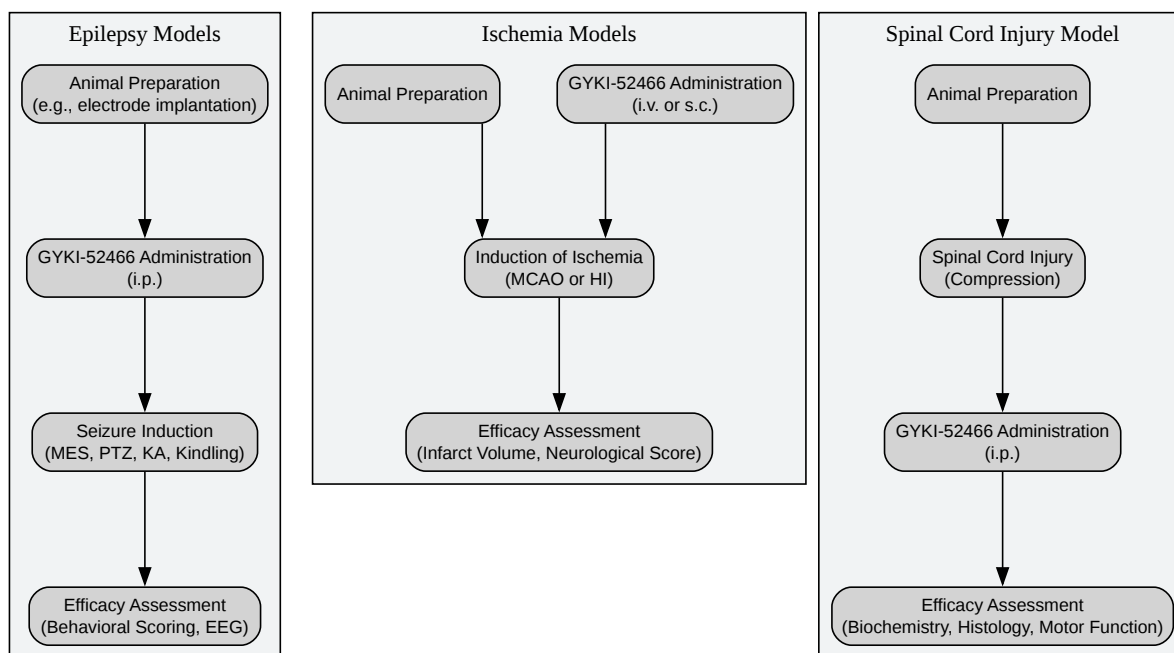 Epilepsy Models
Animal Preparation
(e.g., electrode implantation)
GYKI-52466 Administration
(i.p.)
Seizure Induction
(MES, PTZ, KA, Kindling)
Efficacy Assessment
(Behavioral Scoring, EEG)
Ischemia Models
Animal Preparation
GYKI-52466 Administration
(i.v. or s.c.)
Induction of Ischemia
(MCAO or HI)
Efficacy Assessment
(Infarct Volume, Neurological Score)
Spinal Cord Injury Model
Animal Preparation
Spinal Cord Injury
(Compression)
GYKI-52466 Administration
(i.p.)
Efficacy Assessment
(Biochemistry, Histology, Motor Function)